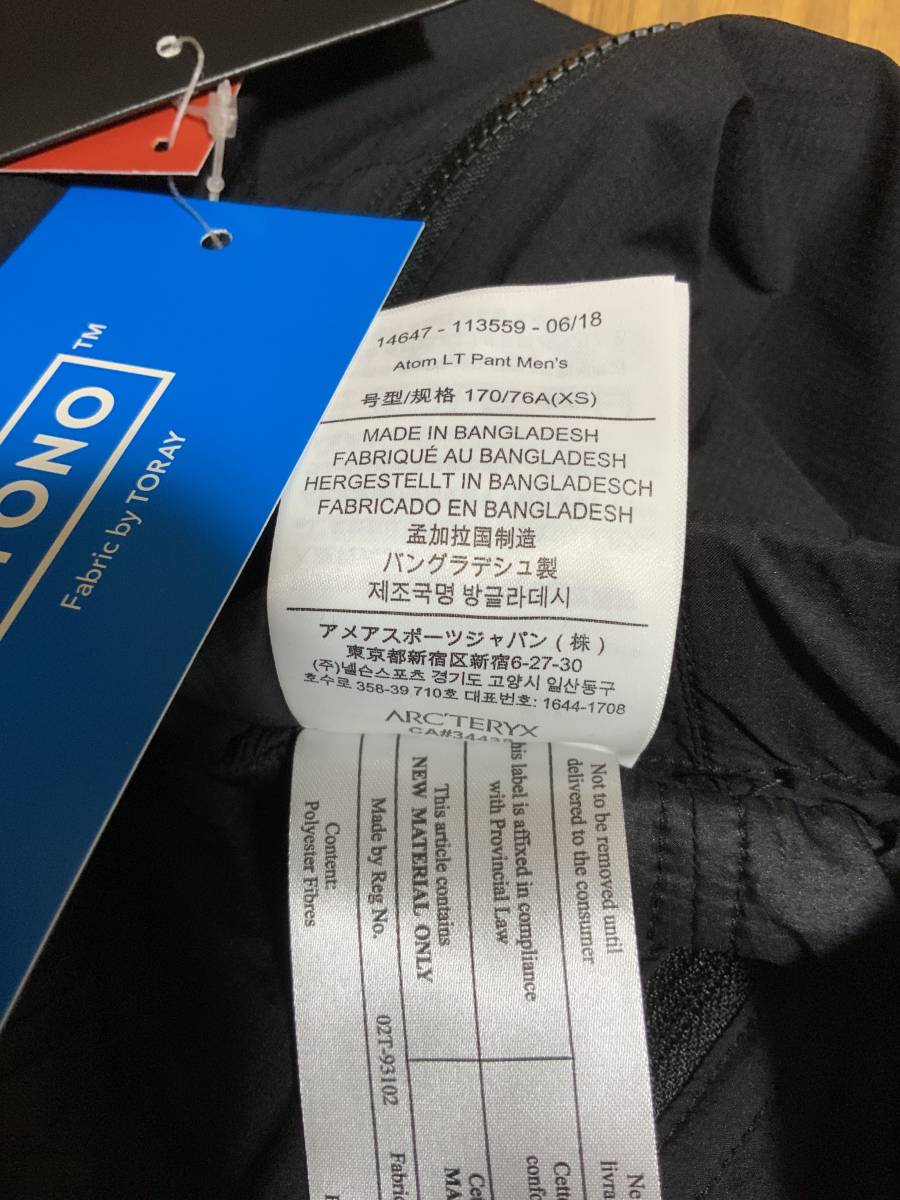 14647 - 113559 - 06/18
Atom LT Pant Men's
号型/规格 170/76A(XS)
MADE IN BANGLADESH
FABRIQUÉ AU BANGLADESH
HERGESTELLT IN BANGLADESCH
FABRICADO EN BANGLADESH
孟加拉国制造
バングラデシュ製
제조국명 방글라데시
アメアスポーツジャパン(株)
東京都新宿区新宿6-27-30
(주)넬슨스포츠 경기도 고양시 일산동구
호수로 358-39 710호 대표번호: 1644-1708
ARC'TERYX
TM
Fabric by TORAY
Not to be removed until
delivered to the consumer
label is affixed in compliance
with Provincial Law
This article contains
NEW MATERIAL ONLY
Made by Reg No. 02T-93102
Content:
Polyester Fibres